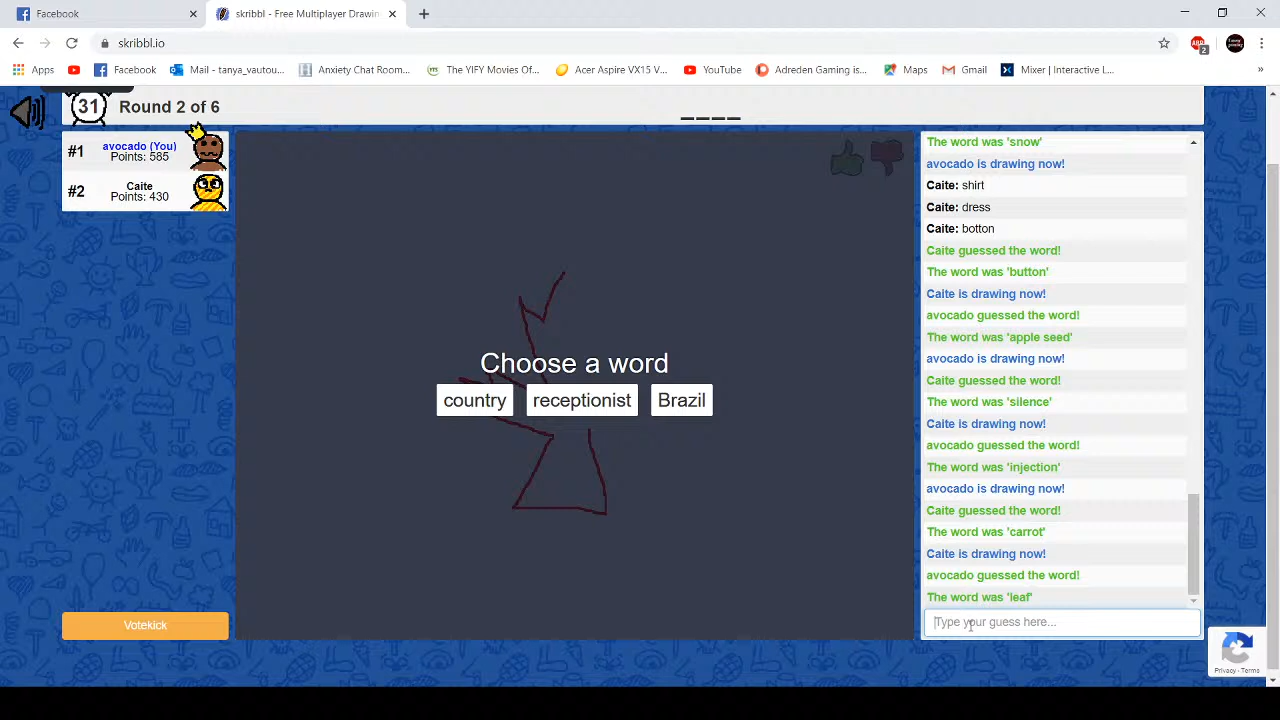 Facebook
skribbl - Free Multiplayer Drawin
skribbl.io
Apps
Facebook
Mail - tanya_vautou...
Anxiety Chat Room...
The YIFY Movies Of...
Acer Aspire VX15 V...
YouTube
Adredan Gaming is...
Maps
Gmail
Mixer | Interactive L...
31
Round 2 of 6
_ _ _ _
#1
avocado (You)
Points: 585
#2
Caite
Points: 430
Choose a word
country
receptionist
Brazil
Votekick
The word was 'snow'
avocado is drawing now!
Caite: shirt
Caite: dress
Caite: botton
Caite guessed the word!
The word was 'button'
Caite is drawing now!
avocado guessed the word!
The word was 'apple seed'
avocado is drawing now!
Caite guessed the word!
The word was 'silence'
Caite is drawing now!
avocado guessed the word!
The word was 'injection'
avocado is drawing now!
Caite guessed the word!
The word was 'carrot'
Caite is drawing now!
avocado guessed the word!
The word was 'leaf'
Type your guess here...
Privacy - Terms